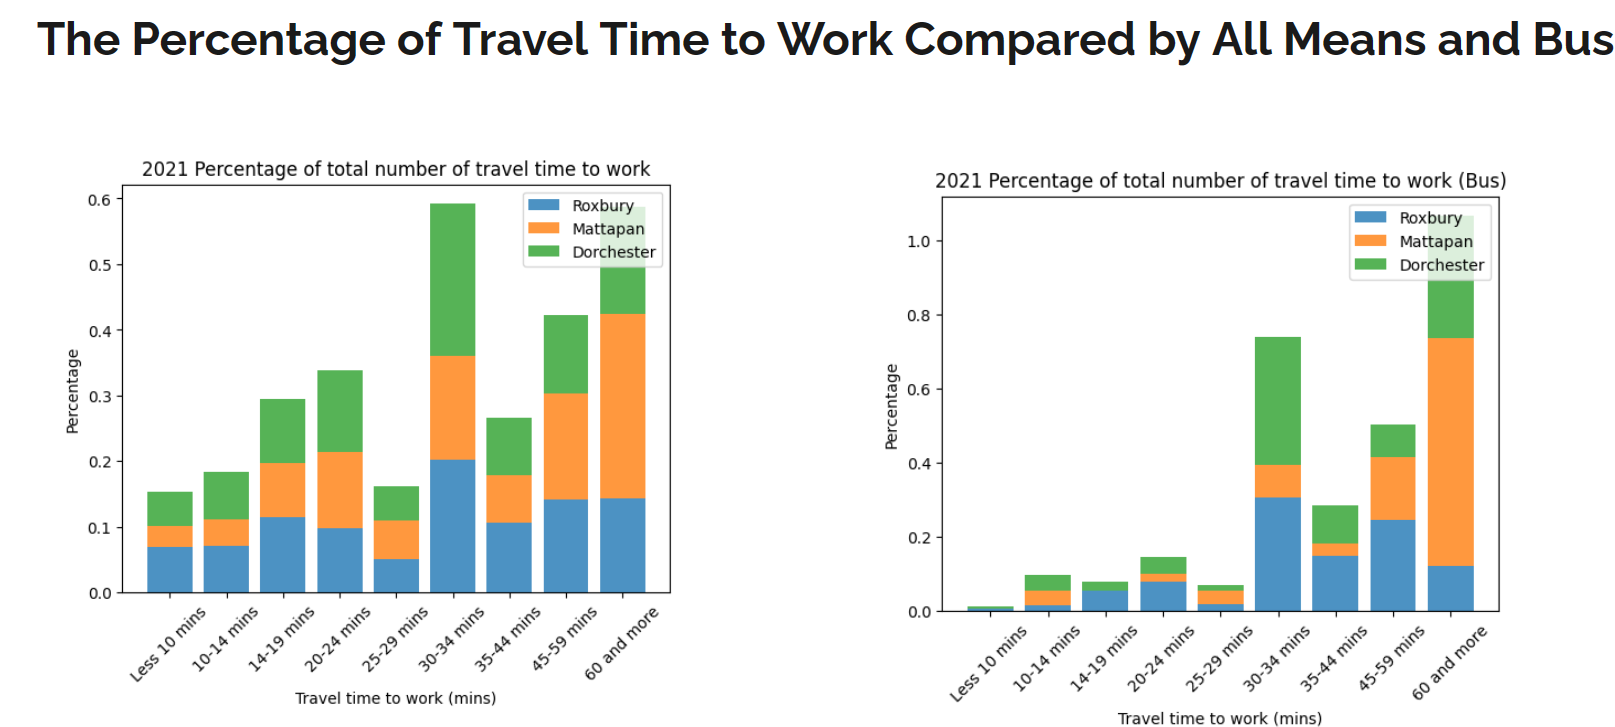 The Percentage of Travel Time to Work Compared by All Means and Bus
2021 Percentage of total number of travel time to work
Roxbury
Mattapan
Dorchester
Percentage
0.6
0.5
0.4
0.3
0.2
0.1
0.0
Less 10 mins
10-14 mins
14-19 mins
20-24 mins
25-29 mins
30-34 mins
35-44 mins
45-59 mins
60 and more
Travel time to work (mins)
2021 Percentage of total number of travel time to work (Bus)
Roxbury
Mattapan
Dorchester
Percentage
1.0
0.8
0.6
0.4
0.2
0.0
Less 10 mins
10-14 mins
14-19 mins
20-24 mins
25-29 mins
30-34 mins
35-44 mins
45-59 mins
60 and more
Travel time to work (mins)